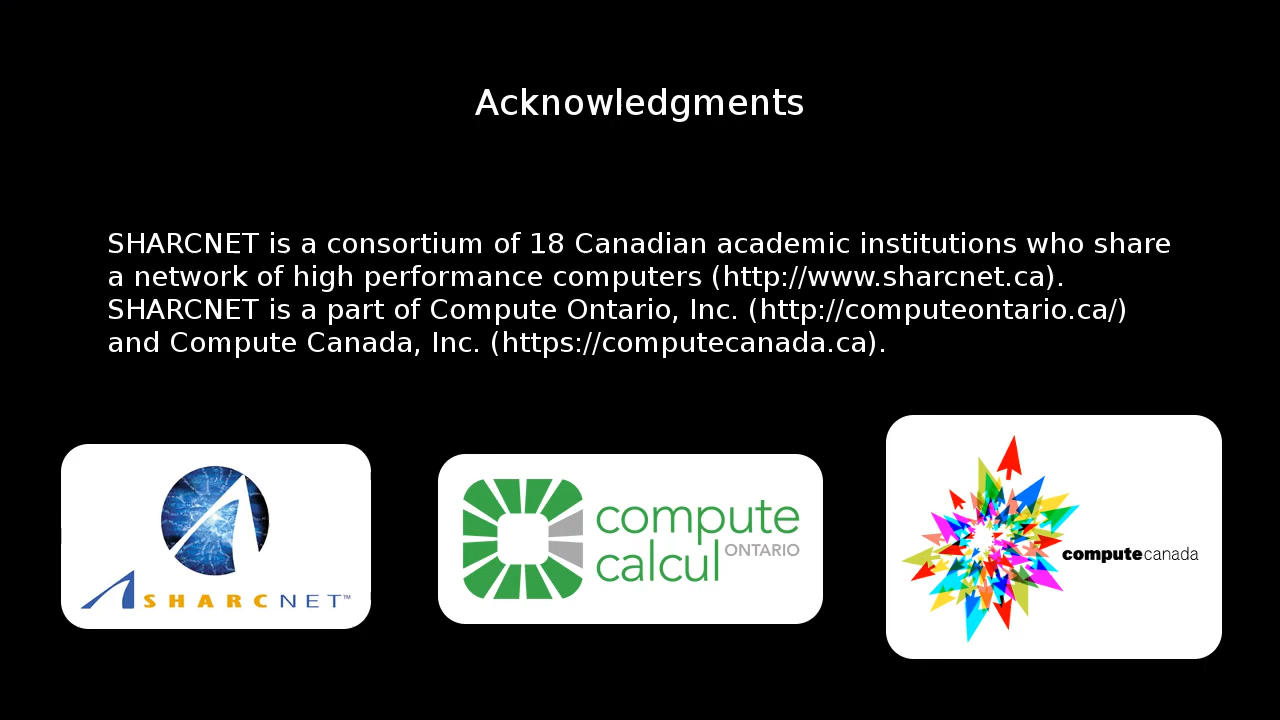 Acknowledgments
SHARCNET is a consortium of 18 Canadian academic institutions who share
a network of high performance computers (http://www.sharcnet.ca).
SHARCNET is a part of Compute Ontario, Inc. (http://computeontario.ca/)
and Compute Canada, Inc. (https://computecanada.ca).
SHARCNET™
compute
calcul ONTARIO
computecanada